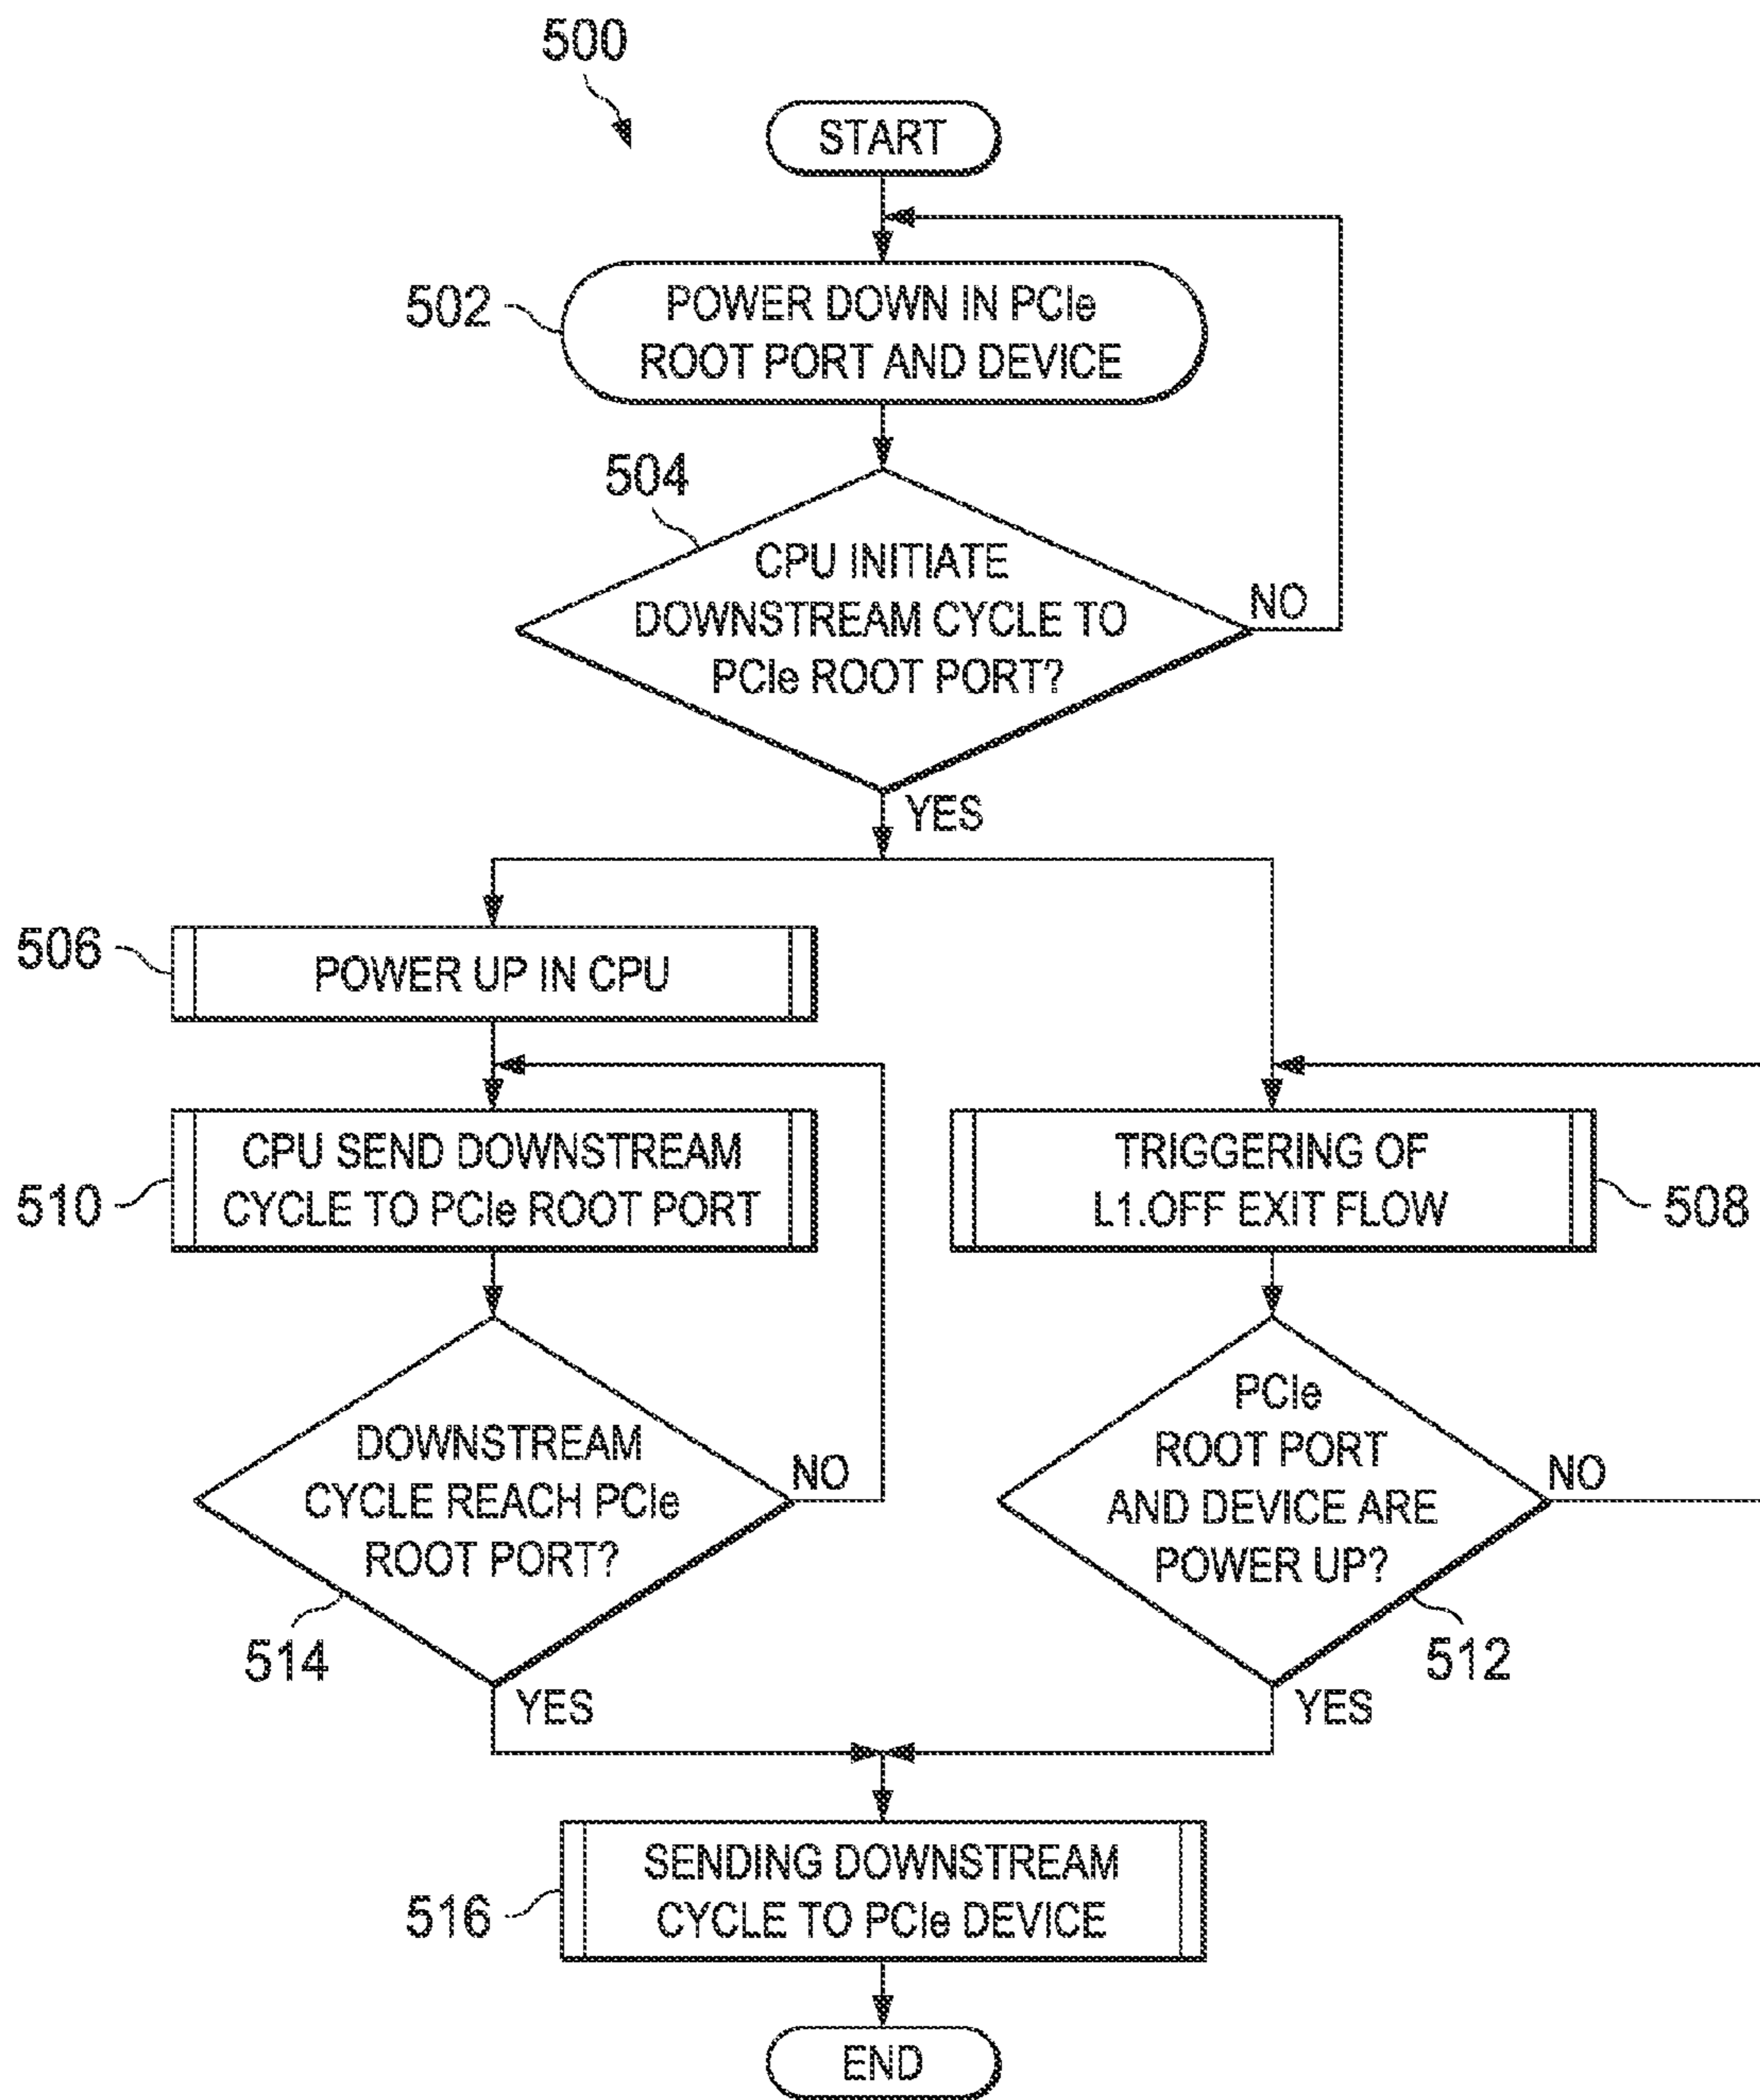 500
START
502
POWER DOWN IN PCIe
ROOT PORT AND DEVICE
504
CPU INITIATE
DOWNSTREAM CYCLE TO
PCIe ROOT PORT?
NO
YES
506
POWER UP IN CPU
510
CPU SEND DOWNSTREAM
CYCLE TO PCIe ROOT PORT
TRIGGERING OF
L1.OFF EXIT FLOW
508
DOWNSTREAM
CYCLE REACH PCIe
ROOT PORT?
NO
514
YES
PCIe
ROOT PORT
AND DEVICE ARE
POWER UP?
NO
512
YES
516
SENDING DOWNSTREAM
CYCLE TO PCIe DEVICE
END